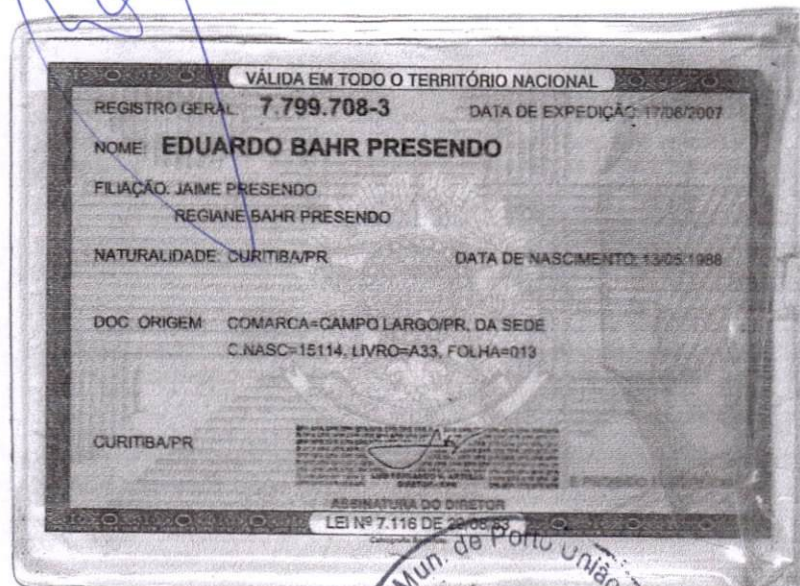 VÁLIDA EM TODO O TERRITÓRIO NACIONAL
REGISTRO GERAL: 7.799.708-3 DATA DE EXPEDIÇÃO: 17/08/2007
NOME: EDUARDO BAHR PRESENDO
FILIAÇÃO: JAIME PRESENDO
REGIANE BAHR PRESENDO
NATURALIDADE: CURITIBA/PR DATA DE NASCIMENTO: 13/05/1988
DOC. ORIGEM: COMARCA=CAMPO LARGO/PR, DA SEDE
C.NASC=15114, LIVRO=A33, FOLHA=013
CURITIBA/PR
É PROIBIDO
ASSINATURA DO DIRETOR
LEI Nº 7.116 DE 29/08/83
Mun. de Porto União